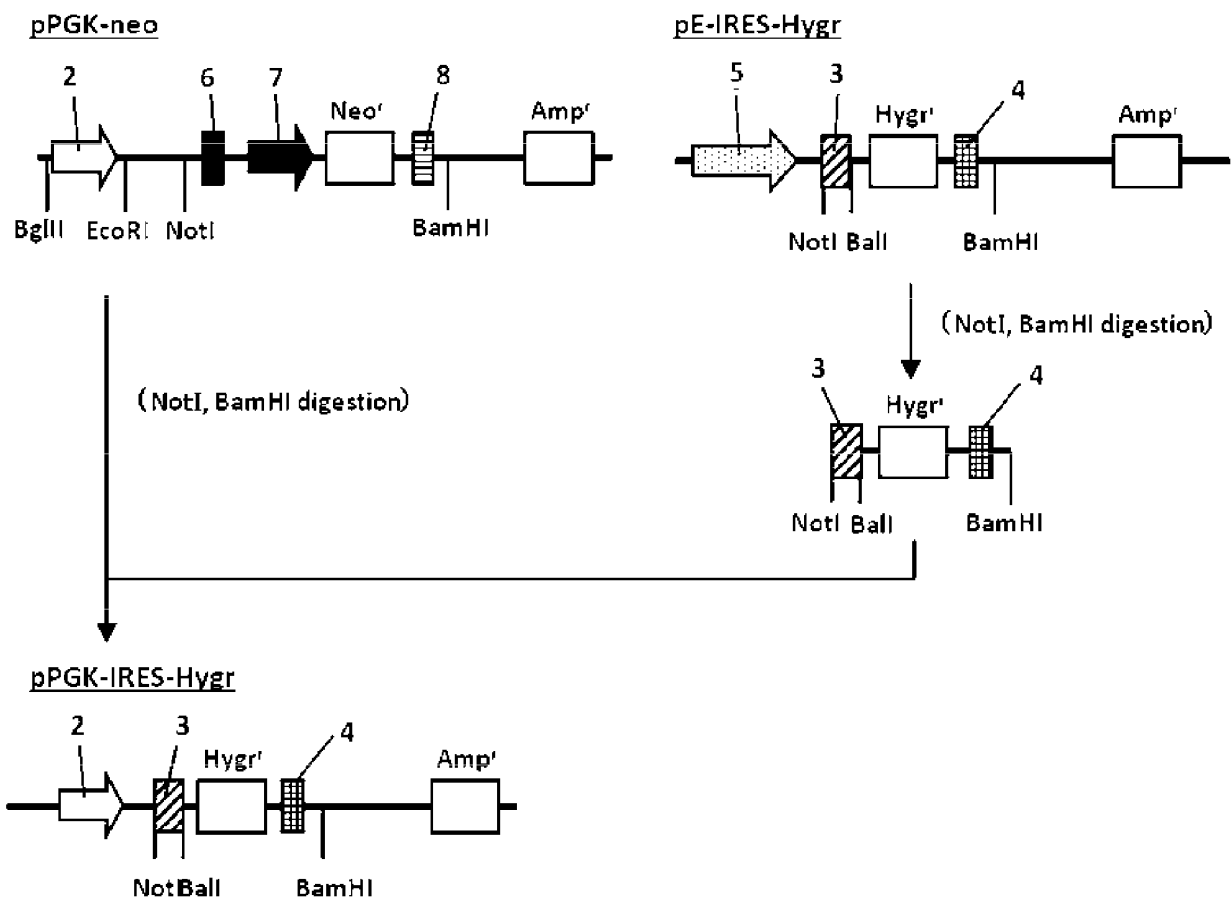 pPGK-neo
2 6 7 8 Neoʳ Ampʳ
BglII EcoRI NotI BamHI
pE-IRES-Hygr
5 3 Hygrʳ 4 Ampʳ
NotI BalI BamHI
(NotI, BamHI digestion)
(NotI, BamHI digestion)
3 Hygrʳ 4
NotI BalI BamHI
pPGK-IRES-Hygr
2 3 Hygrʳ 4 Ampʳ
NotI BalI BamHI